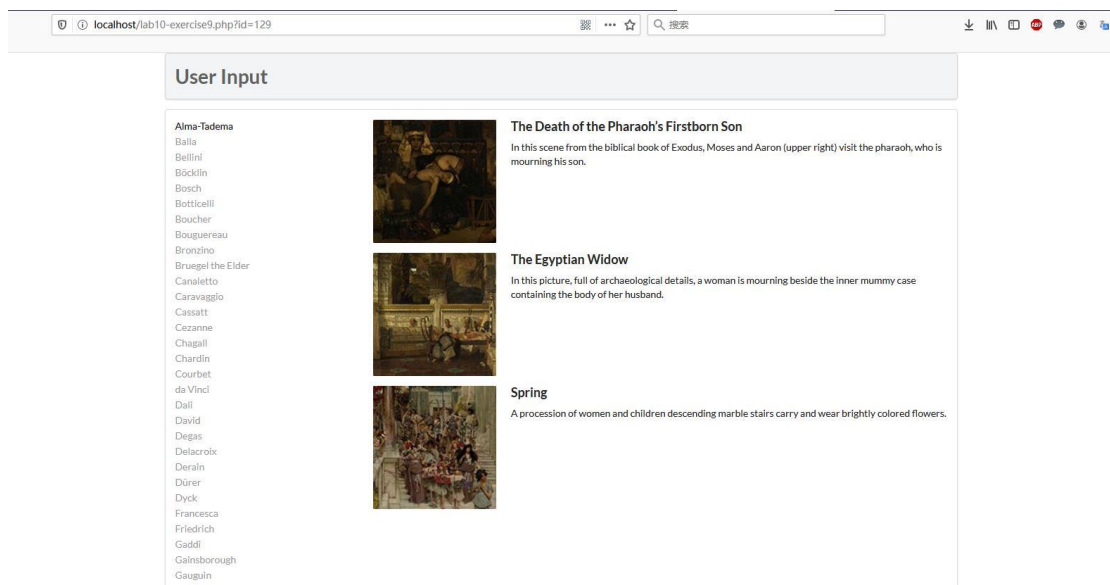 localhost/lab10-exercise9.php?id=129
搜索
User Input
Alma-Tadema
Balla
Bellini
Böcklin
Bosch
Botticelli
Boucher
Bouguereau
Bronzino
Bruegel the Elder
Canaletto
Caravaggio
Cassatt
Cezanne
Chagall
Chardin
Courbet
da Vinci
Dali
David
Degas
Delacroix
Derain
Dürer
Dyck
Francesca
Friedrich
Gaddi
Gainsborough
Gauguin
The Death of the Pharaoh’s Firstborn Son
In this scene from the biblical book of Exodus, Moses and Aaron (upper right) visit the pharaoh, who is
mourning his son.
The Egyptian Widow
In this picture, full of archaeological details, a woman is mourning beside the inner mummy case
containing the body of her husband.
Spring
A procession of women and children descending marble stairs carry and wear brightly colored flowers.